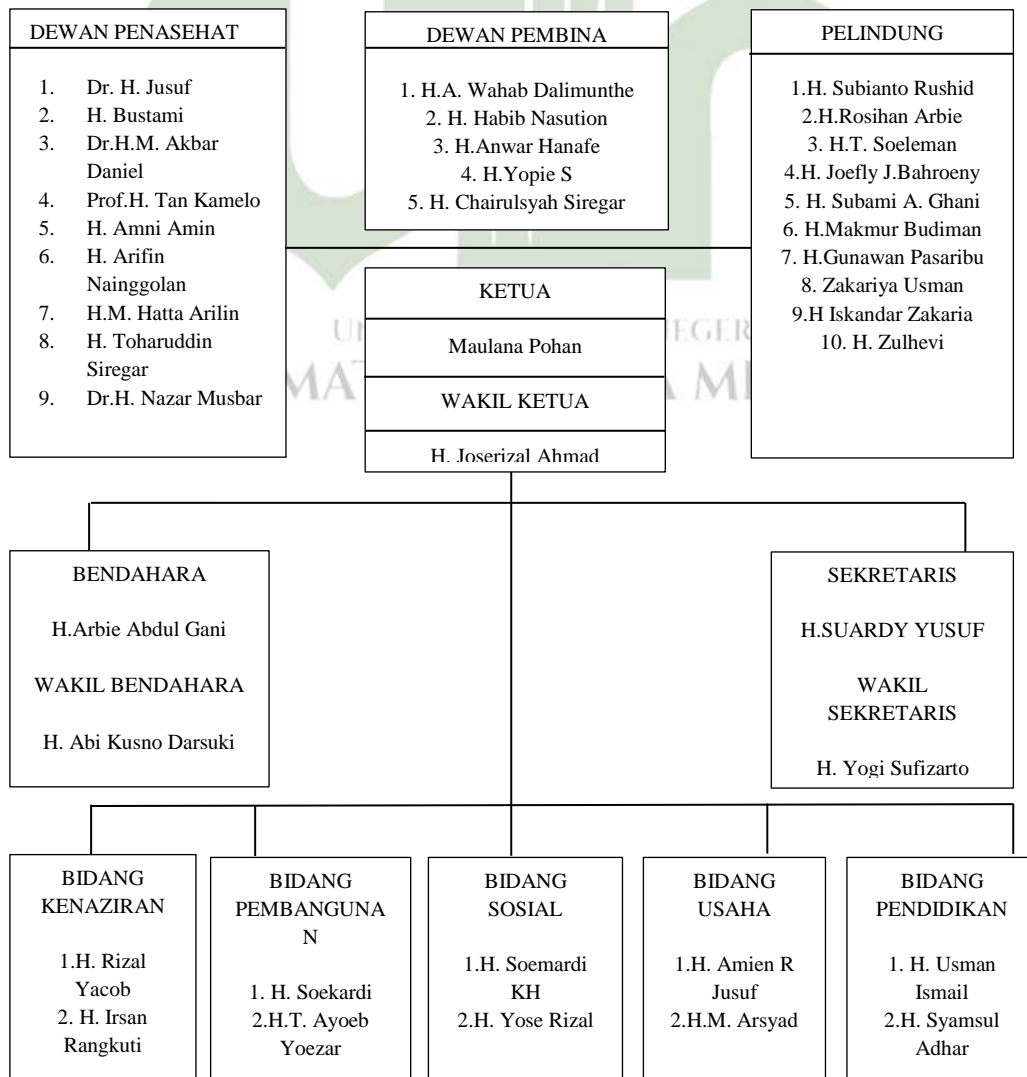 DEWAN PENASEHAT
1. Dr. H. Jusuf
2. H. Bustami
3. Dr.H.M. Akbar
Daniel
4. Prof.H. Tan Kamelo
5. H. Amni Amin
6. H. Arifin
Nainggolan
7. H.M. Hatta Arilin
8. H. Toharuddin
Siregar
9. Dr.H. Nazar Musbar
DEWAN PEMBINA
1. H.A. Wahab Dalimunthe
2. H. Habib Nasution
3. H.Anwar Hanafe
4. H.Yopie S
5. H. Chairulsyah Siregar
PELINDUNG
1.H. Subianto Rushid
2.H.Rosihan Arbie
3. H.T. Soeleman
4.H. Joefly J.Bahroeny
5. H. Subami A. Ghani
6. H.Makmur Budiman
7. H.Gunawan Pasaribu
8. Zakariya Usman
9.H Iskandar Zakaria
10. H. Zulhevi
KETUA
Maulana Pohan
WAKIL KETUA
H. Joserizal Ahmad
BENDAHARA
H.Arbie Abdul Gani
WAKIL BENDAHARA
H. Abi Kusno Darsuki
SEKRETARIS
H.SUARDY YUSUF
WAKIL
SEKRETARIS
H. Yogi Sufizarto
BIDANG
KENAZIRAN
1.H. Rizal
Yacob
2. H. Irsan
Rangkuti
BIDANG
PEMBANGUNA
N
1. H. Soekardi
2.H.T. Ayoeb
Yoezar
BIDANG
SOSIAL
1.H. Soemardi
KH
2.H. Yose Rizal
BIDANG
USAHA
1.H. Amien R
Jusuf
2.H.M. Arsyad
BIDANG
PENDIDIKAN
1. H. Usman
Ismail
2.H. Syamsul
Adhar